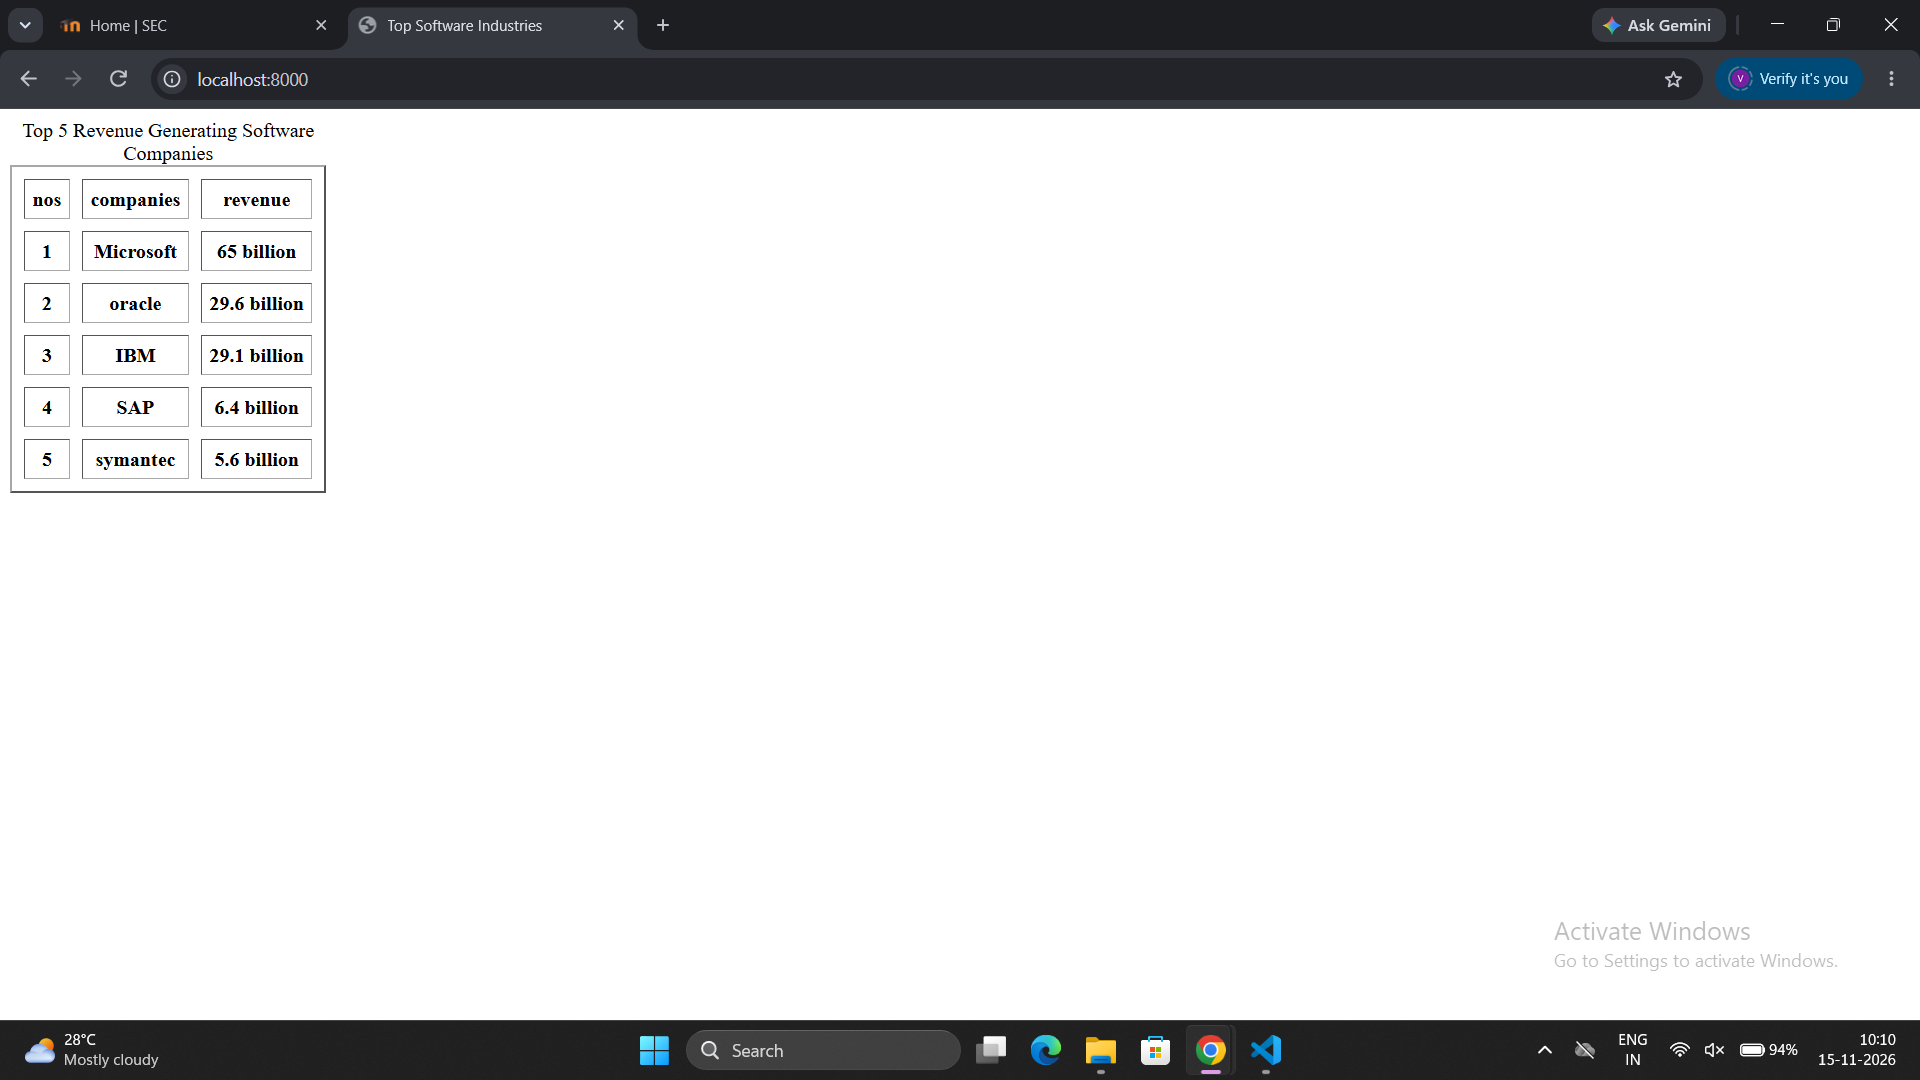 Home | SEC
Top Software Industries
Ask Gemini
localhost:8000
V
Verify it's you
Top 5 Revenue Generating Software
Companies
nos companies revenue
1 Microsoft 65 billion
2 oracle 29.6 billion
3 IBM 29.1 billion
4 SAP 6.4 billion
5 symantec 5.6 billion
Activate Windows
Go to Settings to activate Windows.
28°C
Mostly cloudy
Search
ENG
IN
94%
10:10
15-11-2026